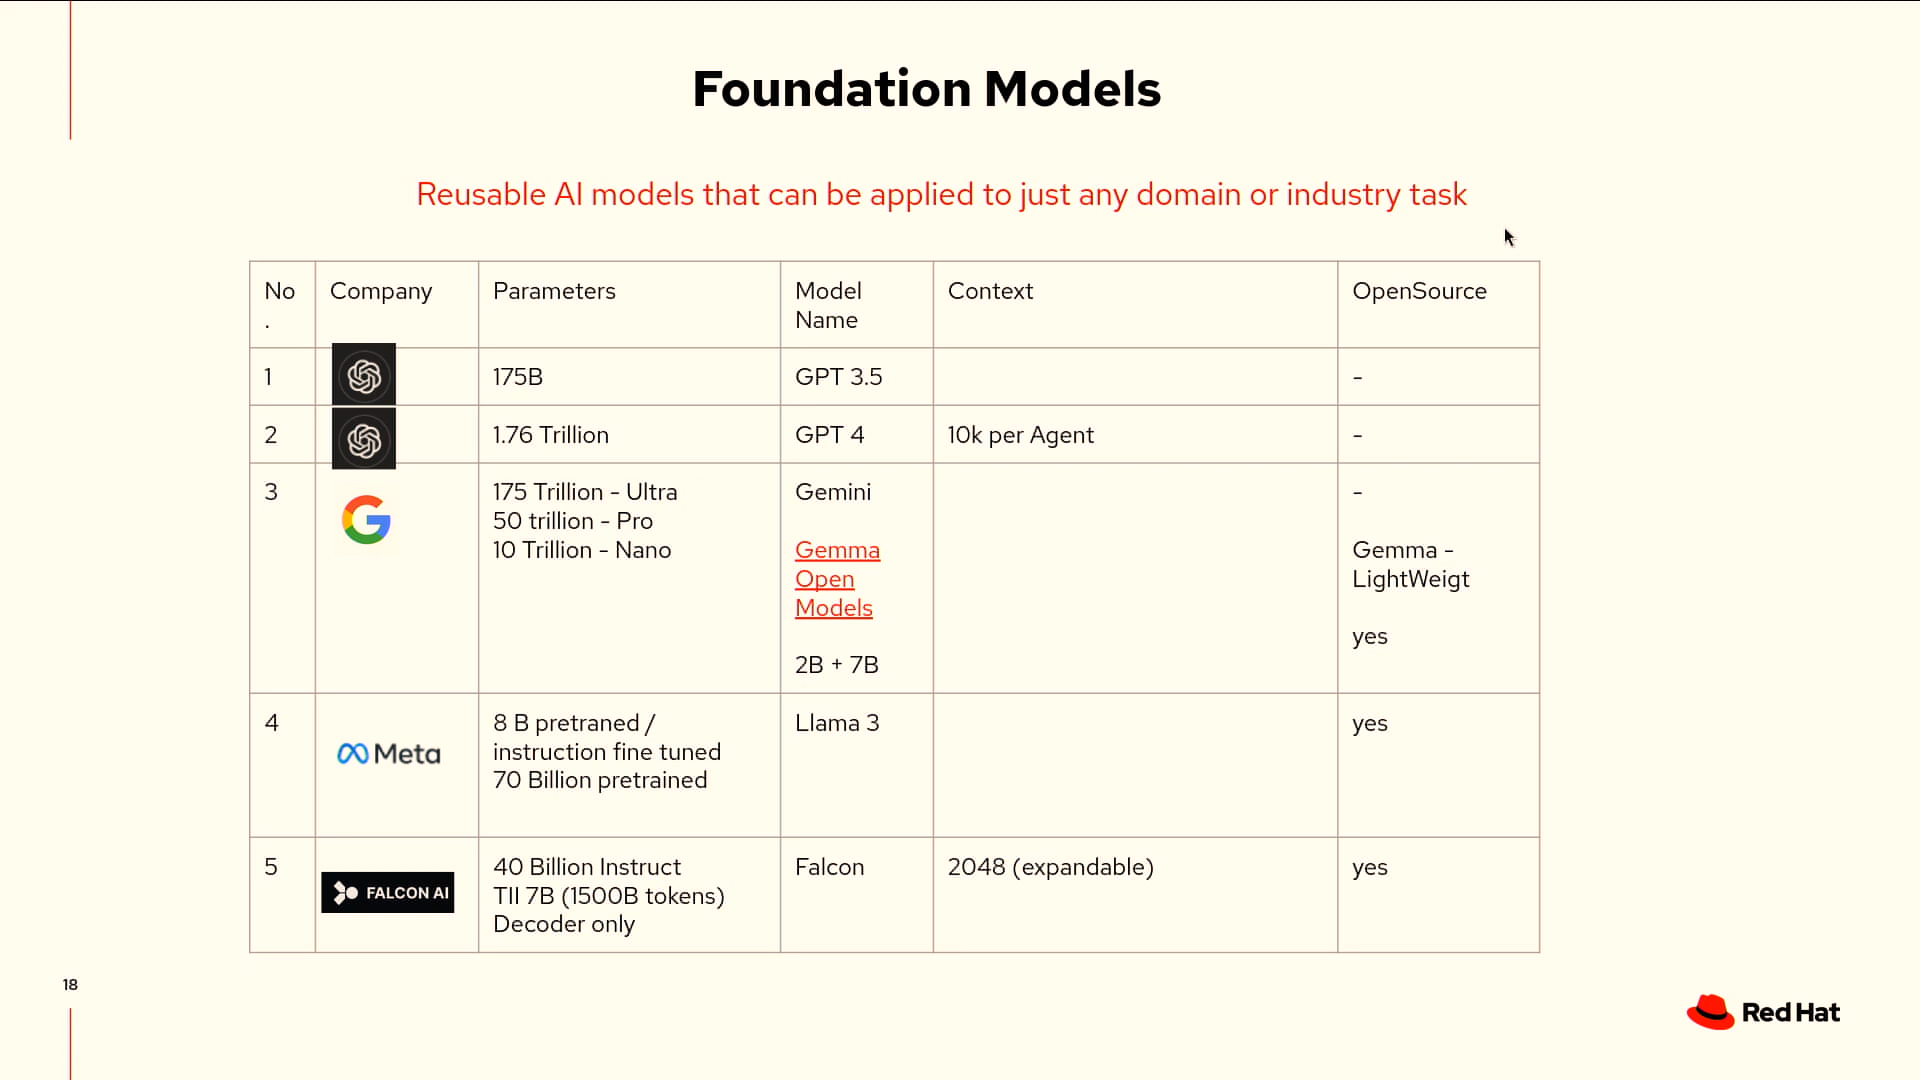 Foundation Models
Reusable AI models that can be applied to just any domain or industry task
No
.
Company
Parameters
Model
Name
Context
OpenSource
1
175B
GPT 3.5
-
2
1.76 Trillion
GPT 4
10k per Agent
-
3
175 Trillion - Ultra
50 trillion - Pro
10 Trillion - Nano
Gemini
Gemma
Open
Models
2B + 7B
-
Gemma -
LightWeigt
yes
4
Meta
8 B pretraned /
instruction fine tuned
70 Billion pretrained
Llama 3
yes
5
FALCON AI
40 Billion Instruct
TII 7B (1500B tokens)
Decoder only
Falcon
2048 (expandable)
yes
18
Red Hat